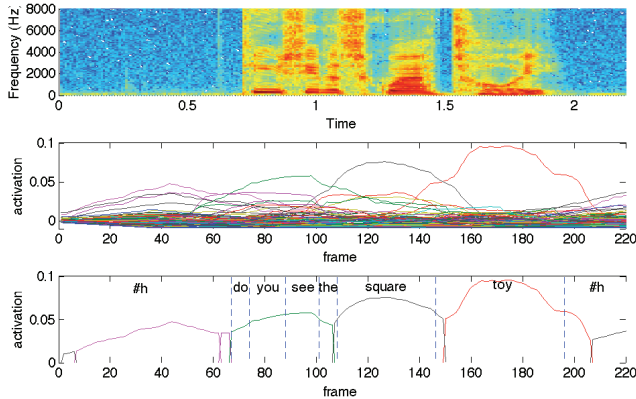 Frequency (Hz)
8000
6000
4000
2000
0
0 0.5 1 1.5 2
Time
activation
0.1
0.05
0
0 20 40 60 80 100 120 140 160 180 200 220
frame
activation
0.1
0.05
0
#h do you see the square toy #h
0 20 40 60 80 100 120 140 160 180 200 220
frame